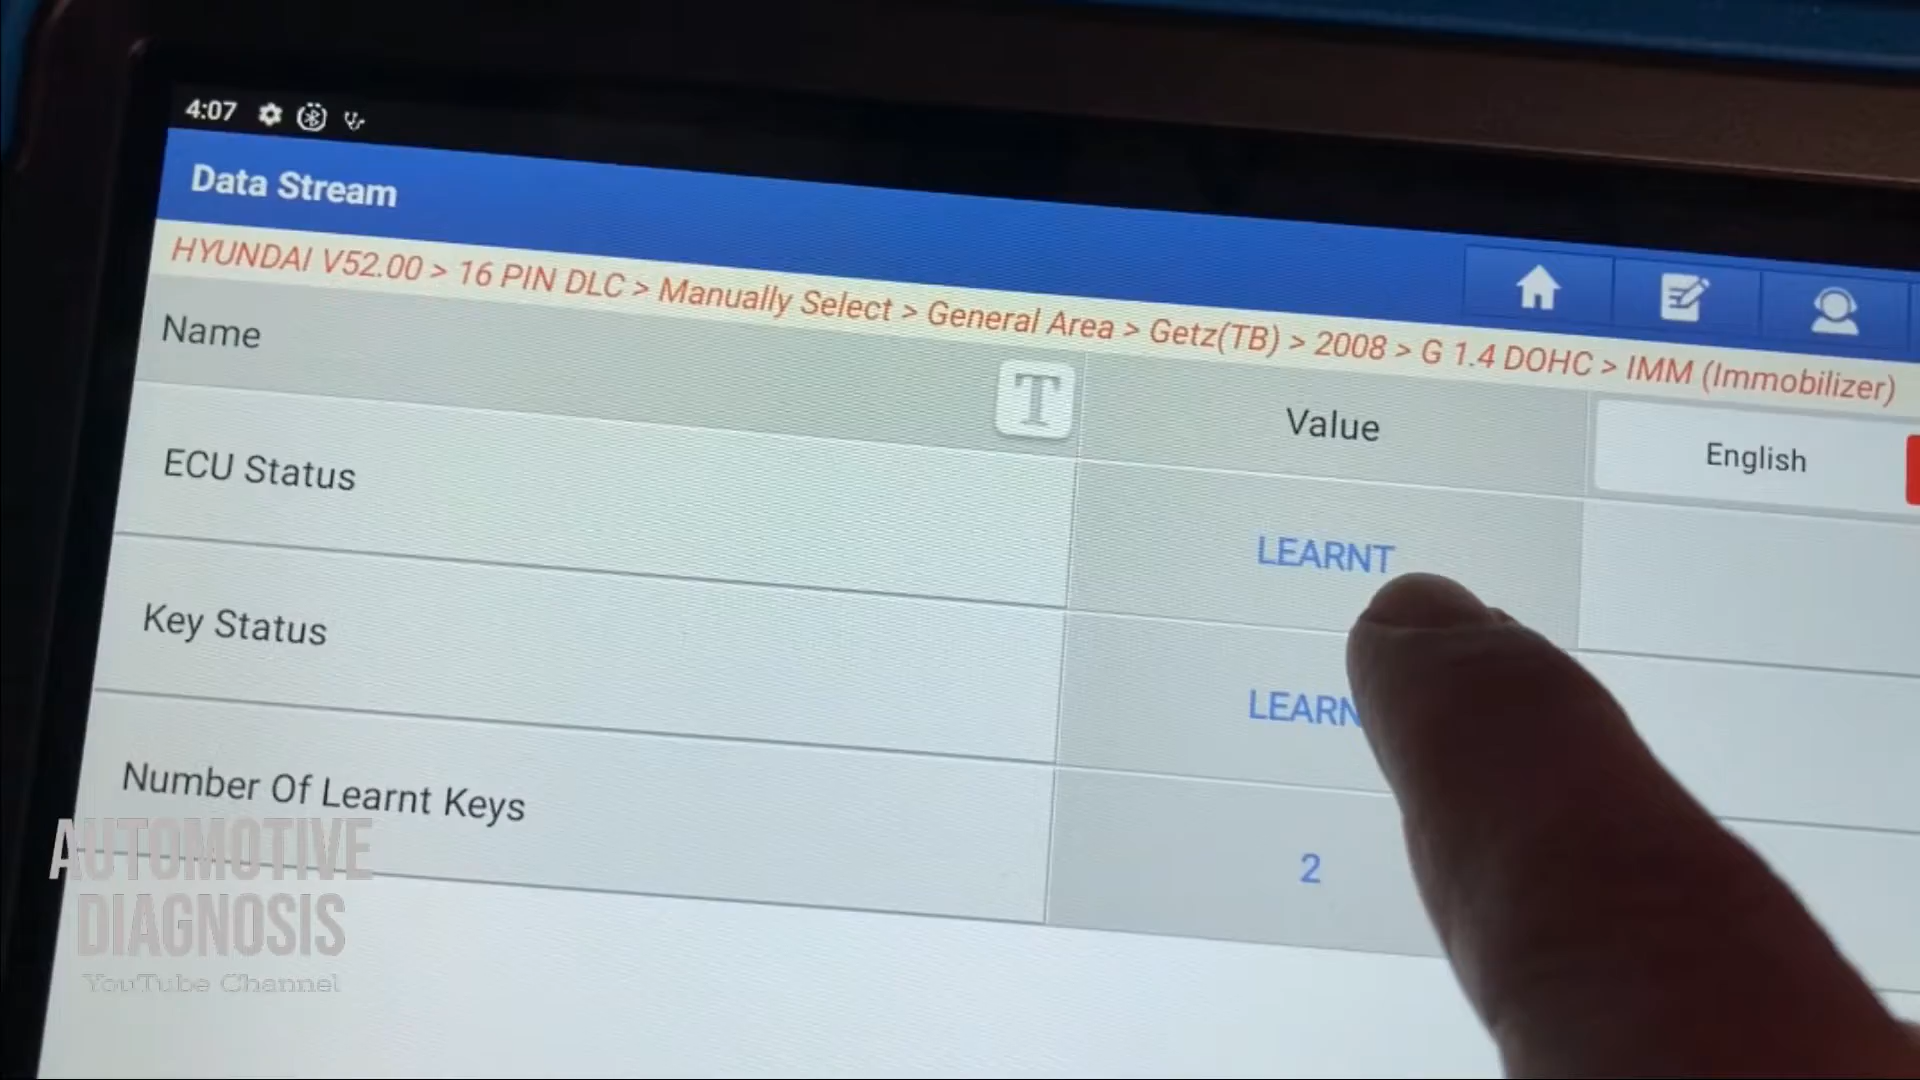 4:07
Data Stream
HYUNDAI V52.00 > 16 PIN DLC > Manually Select > General Area > Getz(TB) > 2008 > G 1.4 DOHC > IMM (Immobilizer)
Name
T
Value
English
ECU Status
LEARNT
Key Status
LEARN
Number Of Learnt Keys
2
AUTOMOTIVE
DIAGNOSIS
YouTube Channel